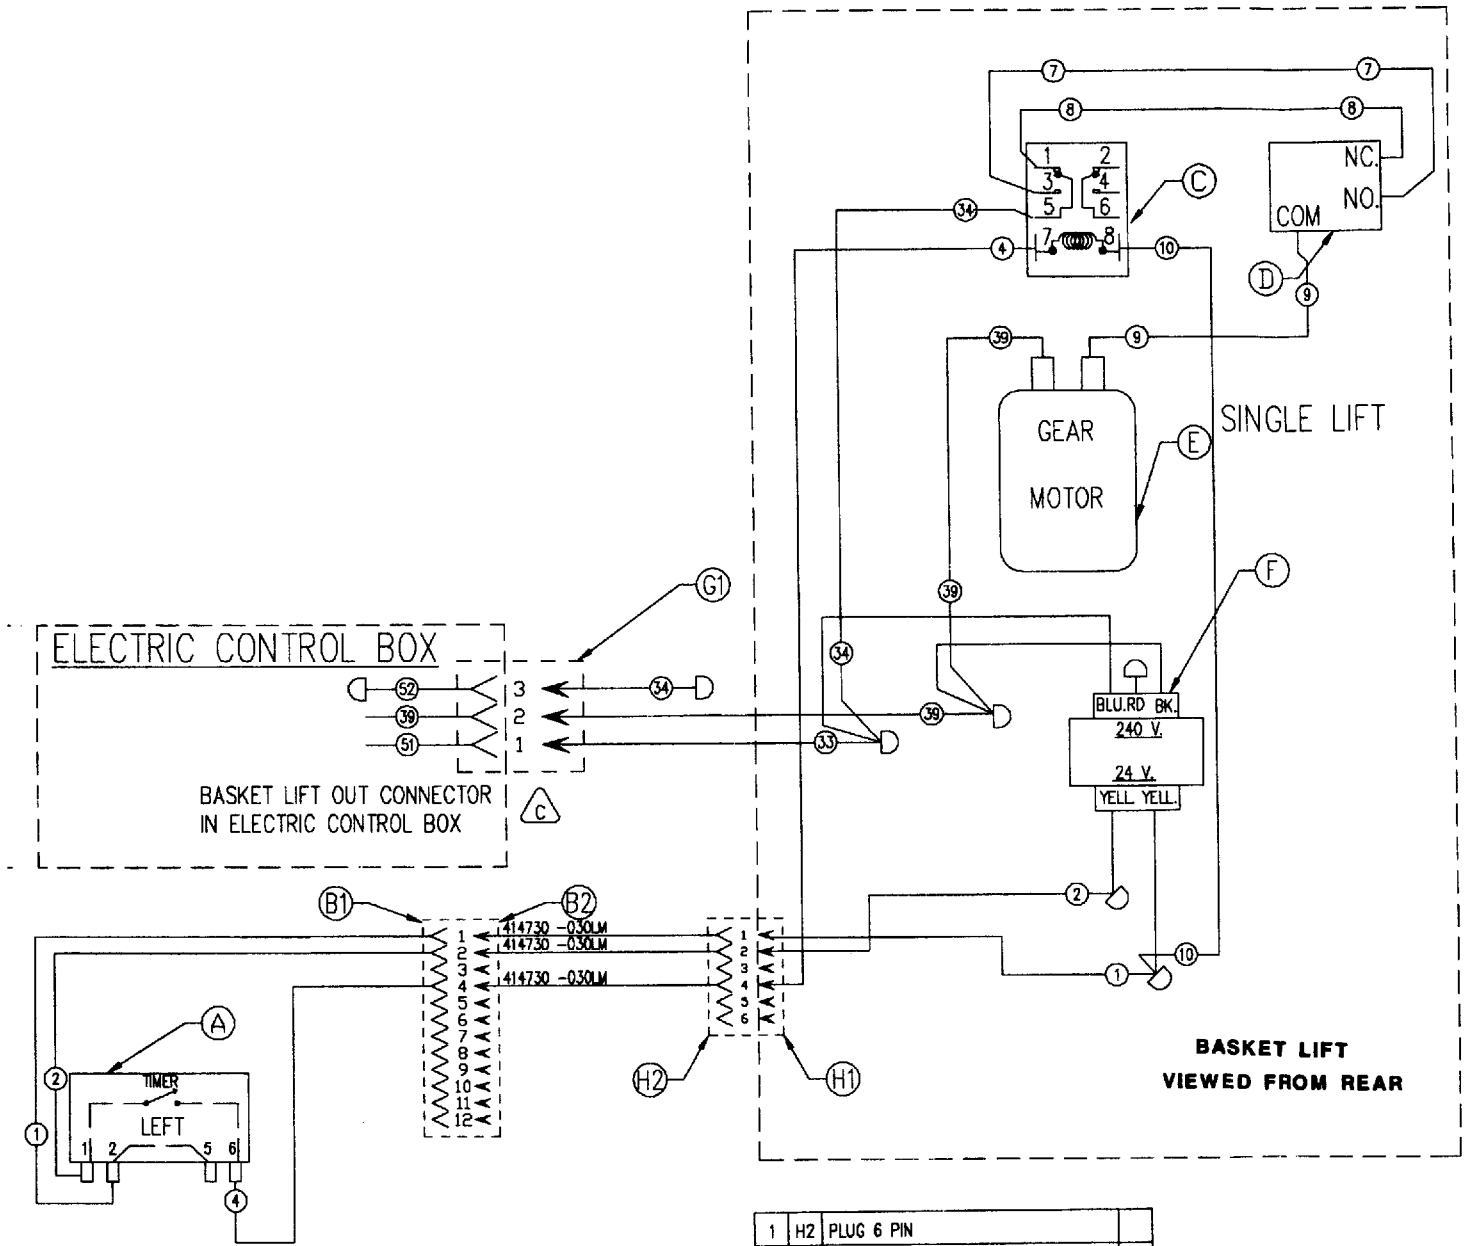 7 7
8 8
1 2
3 4
5 6
7 8
34
4
10
C
NC.
NO.
COM
D
9
39
9
GEAR
MOTOR
SINGLE LIFT
E
39
F
G1
34
ELECTRIC CONTROL BOX
52 3 34
39 2 39
51 1 33
BLU.RD BK.
240 V.
24 V.
YELL YELL.
BASKET LIFT OUT CONNECTOR
IN ELECTRIC CONTROL BOX
C
B1
B2
2
1 414730 -030LM 1
2 414730 -030LM 2
3 3
4 414730 -030LM 4
5 5
6 6
7
8
9
10
11
12
10
1
A
H2
H1
BASKET LIFT
VIEWED FROM REAR
2
1
TIMER
LEFT
1 2 5 6
4
1 H2 PLUG 6 PIN